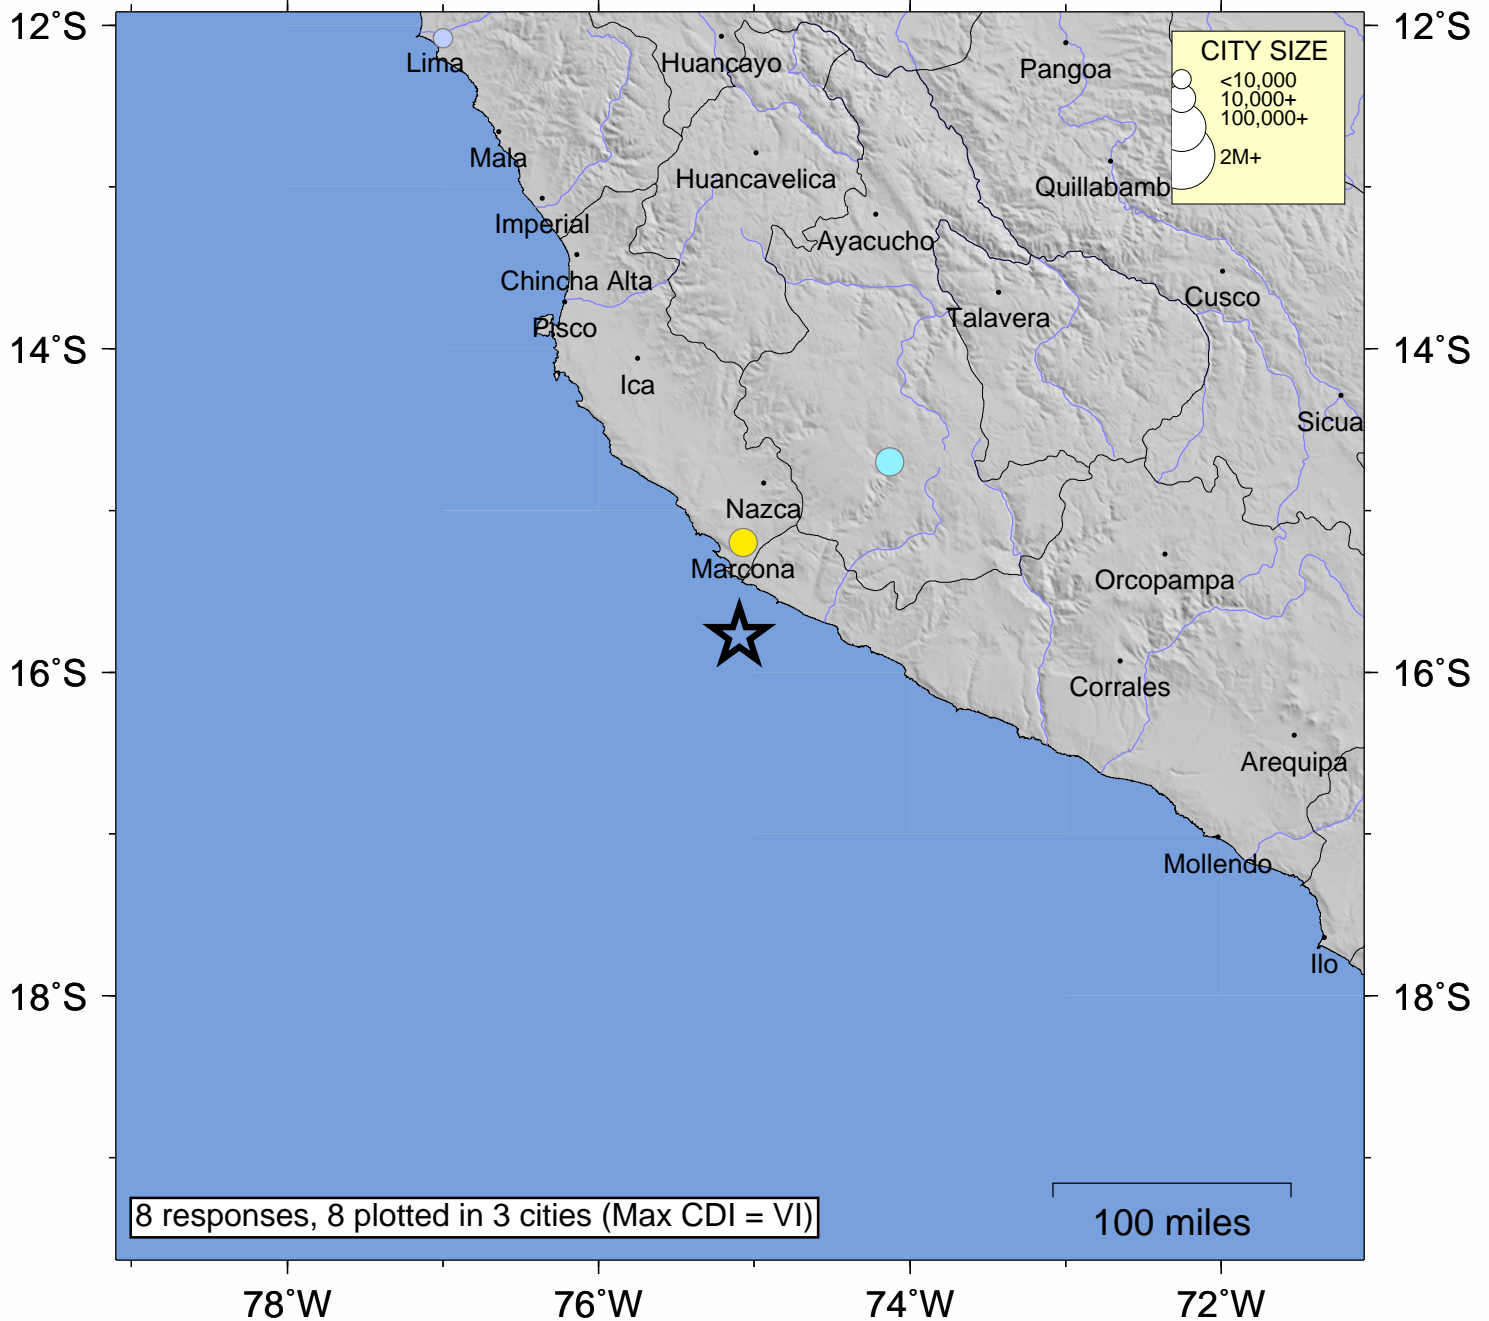 12°S
12°S
CITY SIZE
<10,000
10,000+
100,000+
2M+
Lima
Huancayo
Pangoa
Mala
Huancavelica
Quillabamb
Imperial
Ayacucho
Chincha Alta
Cusco
Pisco
Talavera
14°S
14°S
Ica
Sicua
Nazca
Marcona
Orcopampa
16°S
16°S
Corrales
Arequipa
Mollendo
Ilo
18°S
18°S
8 responses, 8 plotted in 3 cities (Max CDI = VI)
100 miles
78°W
76°W
74°W
72°W